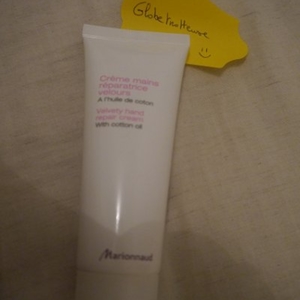 Globetrotteuse
Crème mains
réparatrice
velours
A l'huile de coton
Velvety hand
repair cream
With cotton oil
Marionnaud